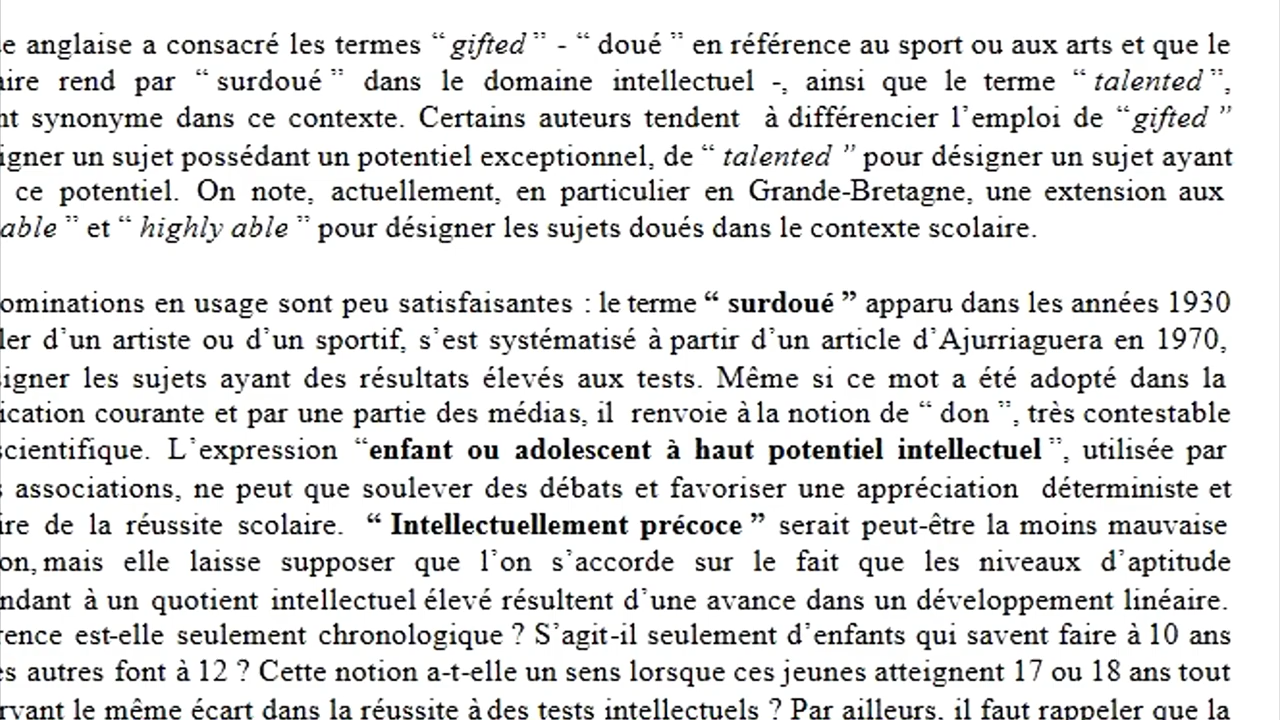 anglaise a consacré les termes “ gifted ” - “ doué ” en référence au sport ou aux arts et que le
rend par “ surdoué ” dans le domaine intellectuel -, ainsi que le terme “ talented ”,
synonyme dans ce contexte. Certains auteurs tendent à différencier l’emploi de “gifted ”
igner un sujet possédant un potentiel exceptionnel, de “ talented ” pour désigner un sujet ayant
ce potentiel. On note, actuellement, en particulier en Grande-Bretagne, une extension aux
able ” et “ highly able ” pour désigner les sujets doués dans le contexte scolaire.
ominations en usage sont peu satisfaisantes : le terme “ surdoué ” apparu dans les années 1930
ler d’un artiste ou d’un sportif, s’est systématisé à partir d’un article d’Ajurriaguera en 1970,
igner les sujets ayant des résultats élevés aux tests. Même si ce mot a été adopté dans la
ication courante et par une partie des médias, il renvoie à la notion de “ don ”, très contestable
scientifique. L’expression “enfant ou adolescent à haut potentiel intellectuel ”, utilisée par
associations, ne peut que soulever des débats et favoriser une appréciation déterministe et
ire de la réussite scolaire. “ Intellectuellement précoce ” serait peut-être la moins mauvaise
on, mais elle laisse supposer que l’on s’accorde sur le fait que les niveaux d’aptitude
ndant à un quotient intellectuel élevé résultent d’une avance dans un développement linéaire.
rence est-elle seulement chronologique ? S’agit-il seulement d’enfants qui savent faire à 10 ans
autres font à 12 ? Cette notion a-t-elle un sens lorsque ces jeunes atteignent 17 ou 18 ans tout
rvant le même écart dans la réussite à des tests intellectuels ? Par ailleurs, il faut rappeler que la